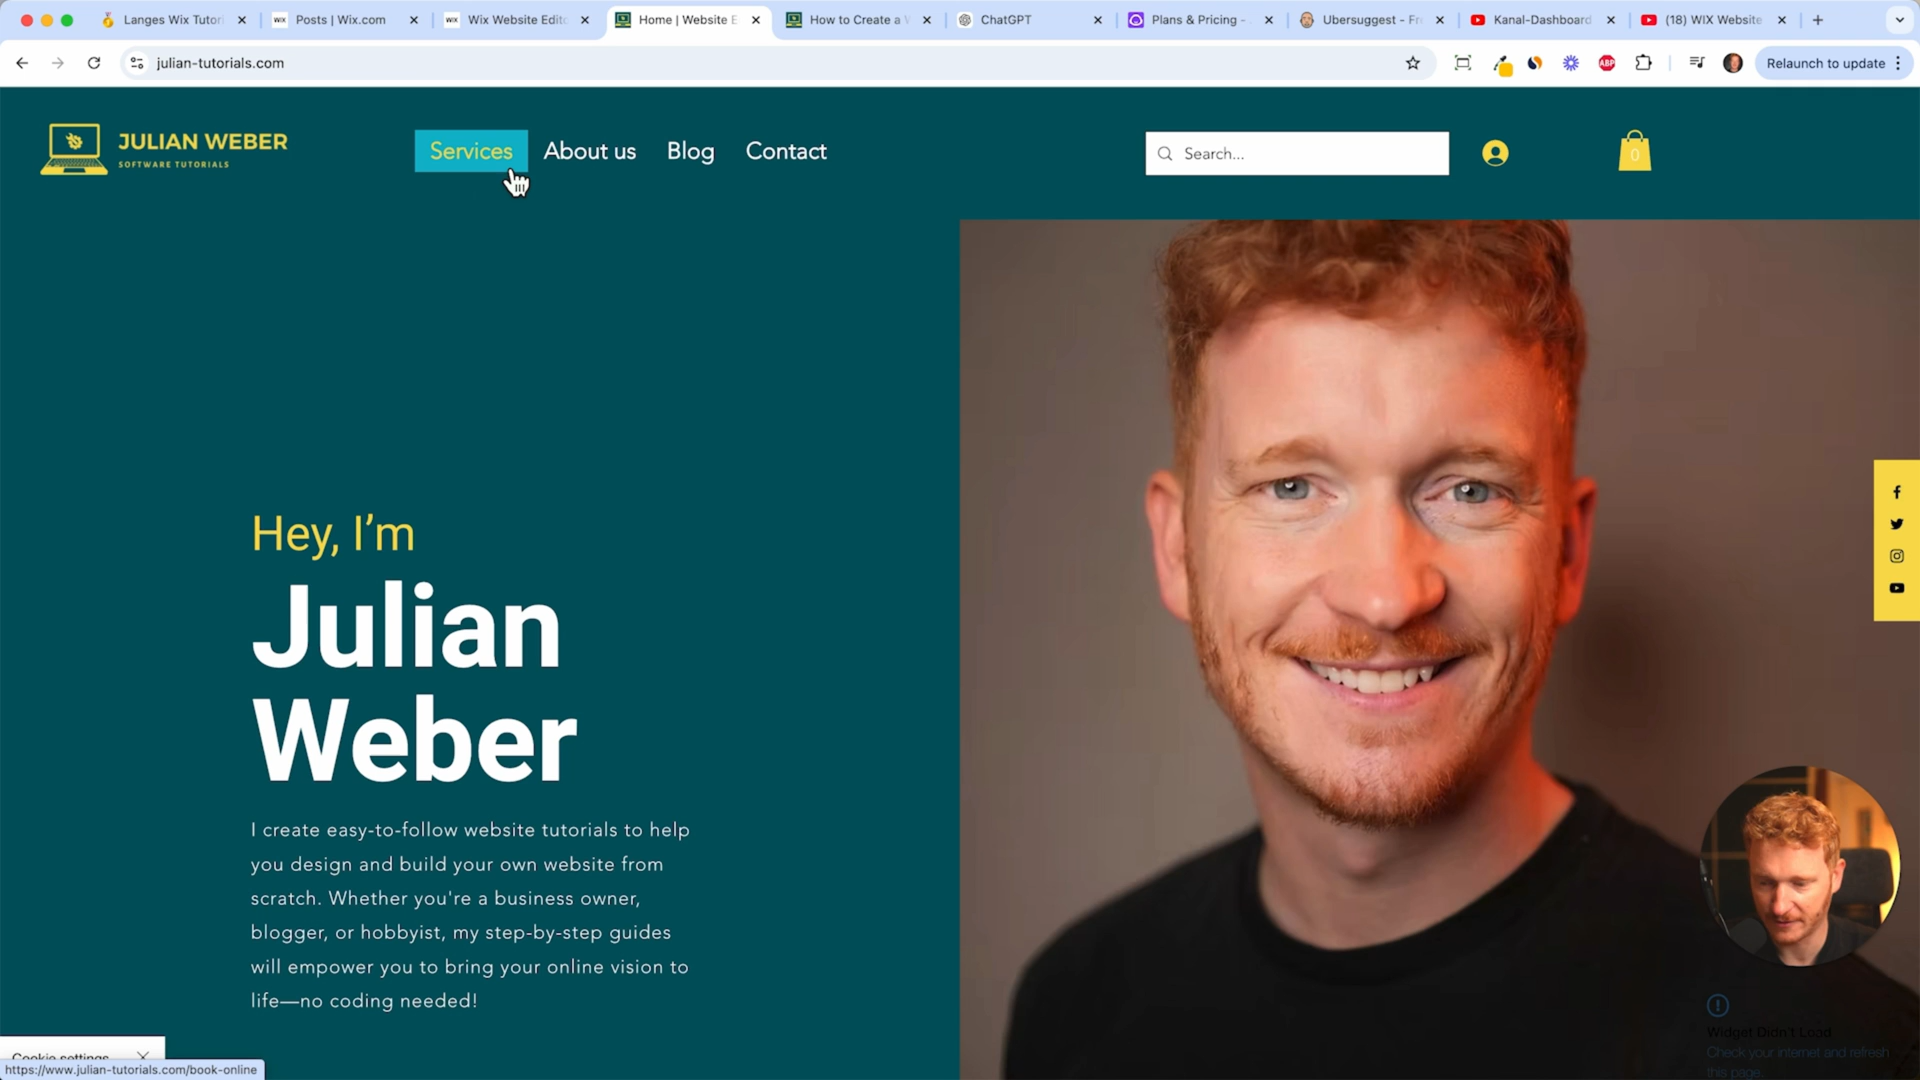 Langes Wix Tutori
WIX Posts | Wix.com
WIX Website Edito
Home | Website E
How to Create a W
ChatGPT
Plans & Pricing -
Ubersuggest - Fr
Kanal-Dashboard
(18) WIX Website
julian-tutorials.com
ABP
Relaunch to update
JULIAN WEBER
SOFTWARE TUTORIALS
Services
About us
Blog
Contact
Search...
0
Hey, I'm
Julian
Weber
I create easy-to-follow website tutorials to help
you design and build your own website from
scratch. Whether you're a business owner,
blogger, or hobbyist, my step-by-step guides
will empower you to bring your online vision to
life—no coding needed!
Widget Didn't Load
Check your internet and refresh
this page.
Cookie settings
https://www.julian-tutorials.com/book-online